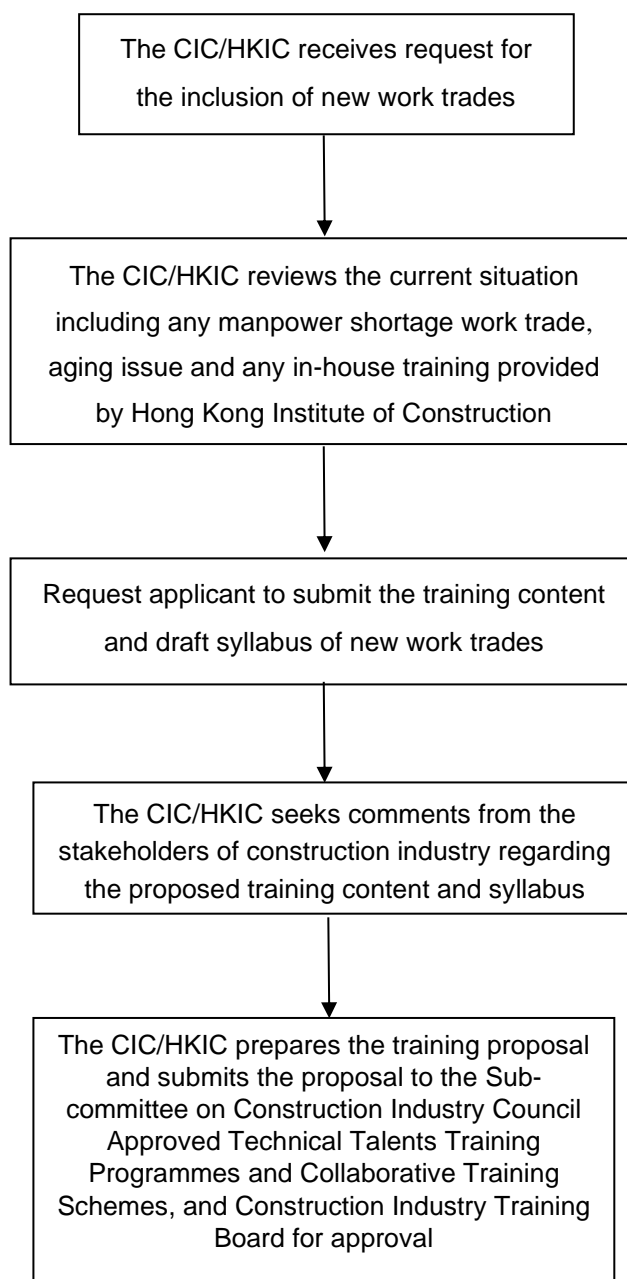 The CIC/HKIC receives request for
the inclusion of new work trades
The CIC/HKIC reviews the current situation
including any manpower shortage work trade,
aging issue and any in-house training provided
by Hong Kong Institute of Construction
Request applicant to submit the training content
and draft syllabus of new work trades
The CIC/HKIC seeks comments from the
stakeholders of construction industry regarding
the proposed training content and syllabus
The CIC/HKIC prepares the training proposal
and submits the proposal to the Sub-
committee on Construction Industry Council
Approved Technical Talents Training
Programmes and Collaborative Training
Schemes, and Construction Industry Training
Board for approval